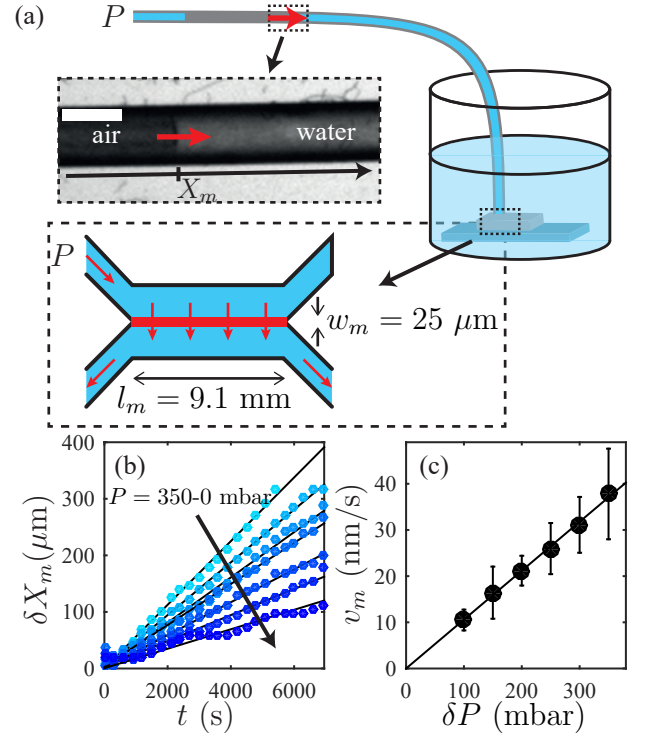 (a)
P
air
water
X_m
P
w_m = 25 μm
l_m = 9.1 mm
(b)
P = 350-0 mbar
δX_m(μm)
400
300
200
100
0
0
2000
4000
6000
t (s)
(c)
v_m (nm/s)
40
30
20
10
0
0
100
200
300
δP (mbar)